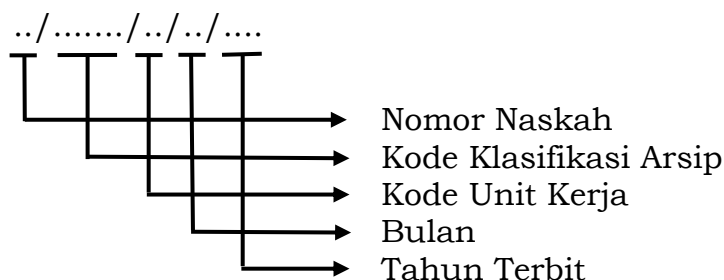 ../......./../../....
Nomor Naskah
Kode Klasifikasi Arsip
Kode Unit Kerja
Bulan
Tahun Terbit